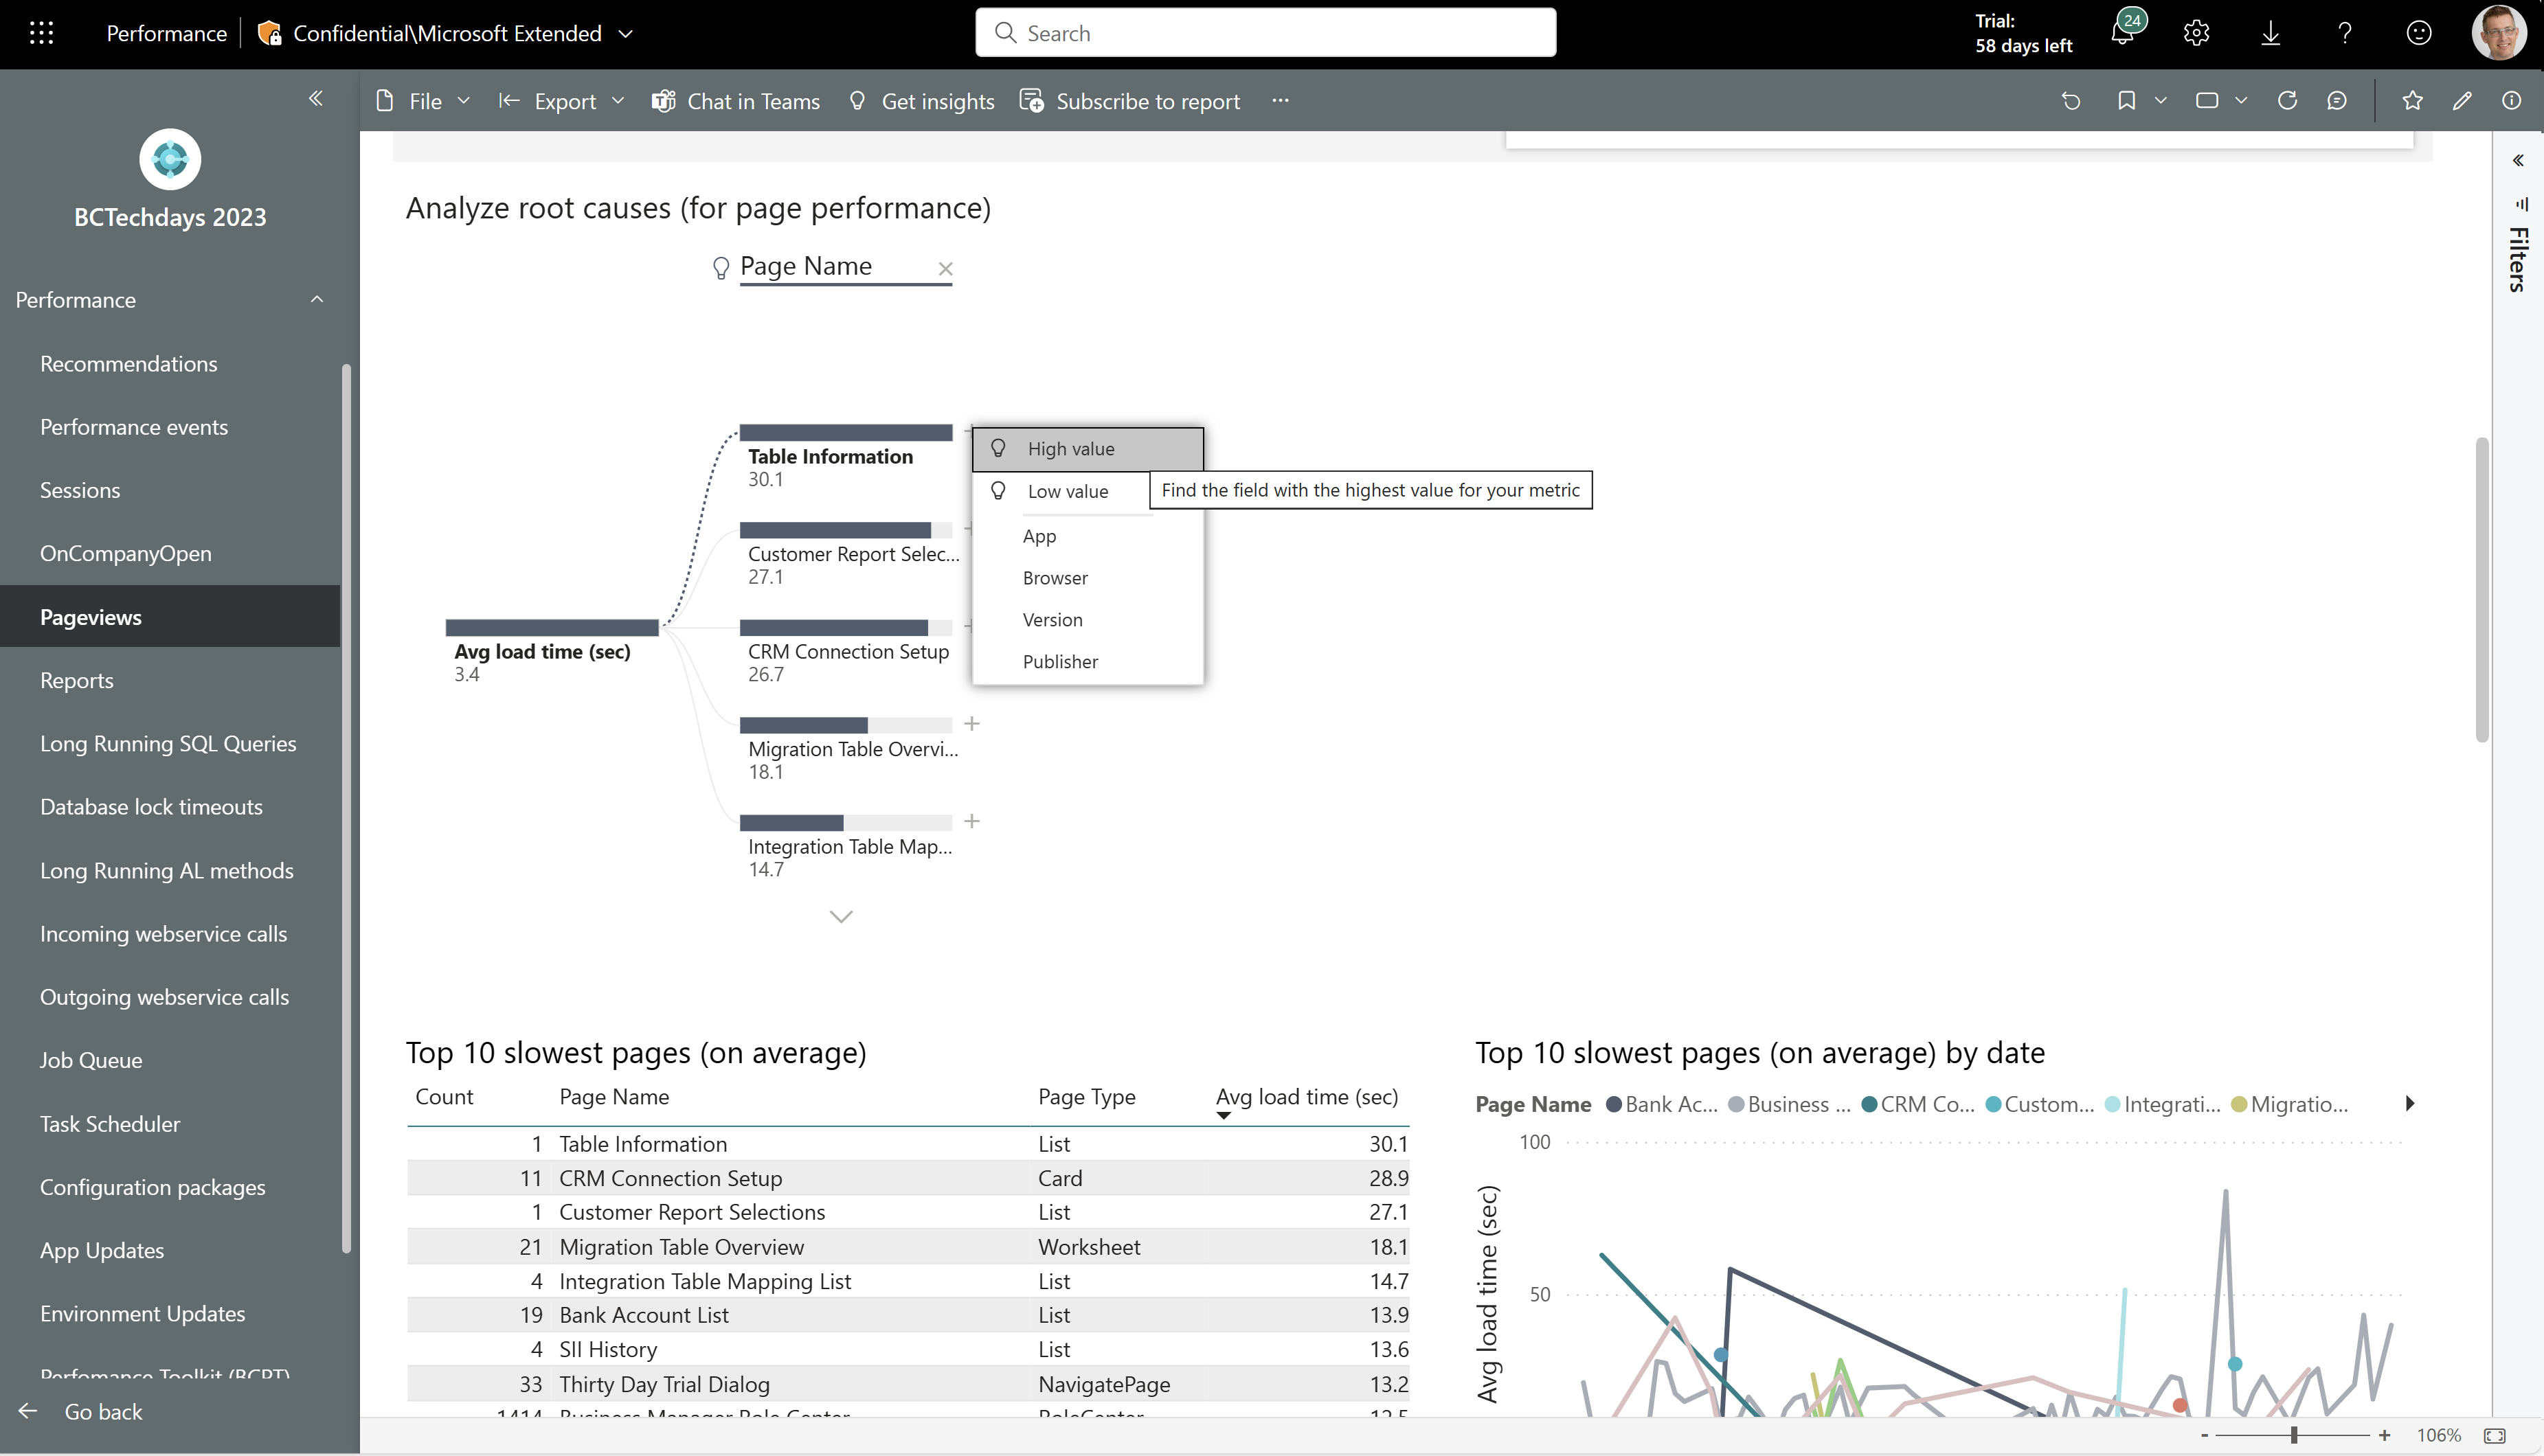 Performance
Confidential\Microsoft Extended
Search
Trial:
58 days left
24
File
Export
Chat in Teams
Get insights
Subscribe to report
BCTechdays 2023
Performance
Recommendations
Performance events
Sessions
OnCompanyOpen
Pageviews
Reports
Long Running SQL Queries
Database lock timeouts
Long Running AL methods
Incoming webservice calls
Outgoing webservice calls
Job Queue
Task Scheduler
Configuration packages
App Updates
Environment Updates
Perfomance Toolkit (BCPT)
Go back
Analyze root causes (for page performance)
Page Name
Avg load time (sec)
3.4
Table Information
30.1
Customer Report Selec...
27.1
CRM Connection Setup
26.7
Migration Table Overvi...
18.1
Integration Table Map...
14.7
High value
Low value
App
Browser
Version
Publisher
Find the field with the highest value for your metric
Filters
Top 10 slowest pages (on average)
Count Page Name Page Type Avg load time (sec)
1 Table Information List 30.1
11 CRM Connection Setup Card 28.9
1 Customer Report Selections List 27.1
21 Migration Table Overview Worksheet 18.1
4 Integration Table Mapping List List 14.7
19 Bank Account List List 13.9
4 SII History List 13.6
33 Thirty Day Trial Dialog NavigatePage 13.2
1414 Business Manager Role Center RoleCenter 12.5
Top 10 slowest pages (on average) by date
Page Name Bank Ac... Business ... CRM Co... Custom... Integrati... Migratio...
Avg load time (sec)
100
50
- + 106%